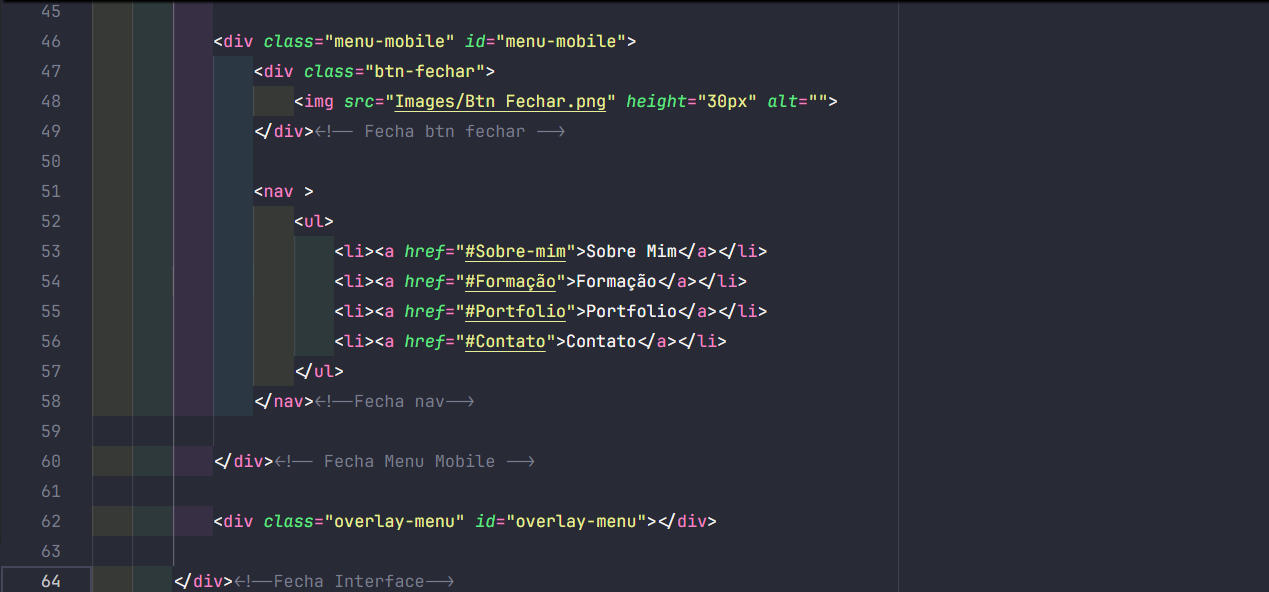 45
46 <div class="menu-mobile" id="menu-mobile">
47 <div class="btn-fechar">
48 <img src="Images/Btn Fechar.png" height="30px" alt="">
49 </div><!-- Fecha btn fechar -->
50
51 <nav >
52 <ul>
53 <li><a href="#Sobre-mim">Sobre Mim</a></li>
54 <li><a href="#Formação">Formação</a></li>
55 <li><a href="#Portfolio">Portfolio</a></li>
56 <li><a href="#Contato">Contato</a></li>
57 </ul>
58 </nav><!--Fecha nav-->
59
60 </div><!-- Fecha Menu Mobile -->
61
62 <div class="overlay-menu" id="overlay-menu"></div>
63
64 </div><!--Fecha Interface-->